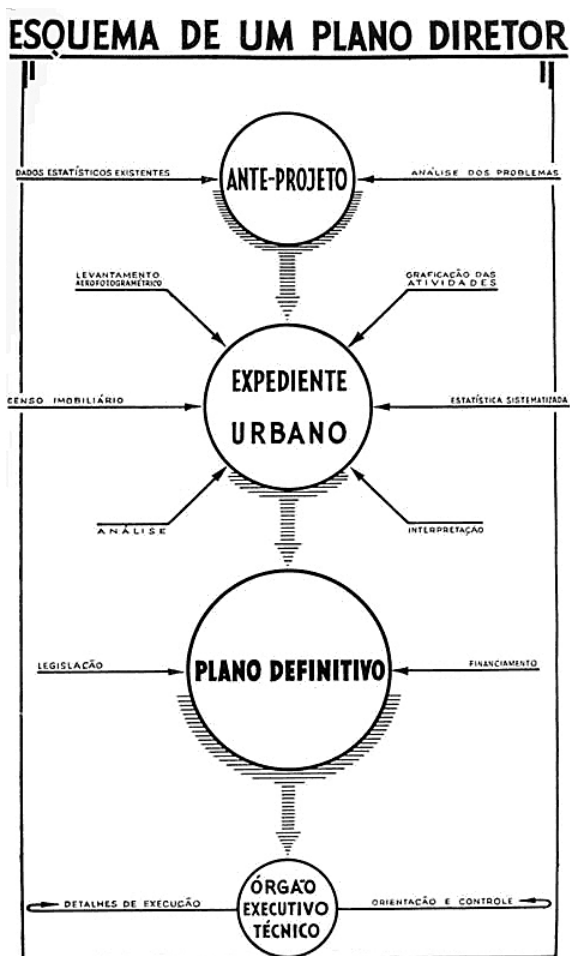 ESQUEMA DE UM PLANO DIRETOR
ANTE-PROJETO
DADOS ESTATÍSTICOS EXISTENTES
ANÁLISE DOS PROBLEMAS
LEVANTAMENTO
AEROFOTOGRAMÉTRICO
GRAFICAÇÃO DAS
ATIVIDADES
EXPEDIENTE
URBANO
CENSO IMOBILIÁRIO
ESTATÍSTICA SISTEMATIZADA
ANÁLISE
INTERPRETAÇÃO
PLANO DEFINITIVO
LEGISLAÇÃO
FINANCIAMENTO
ÓRGÃO
EXECUTIVO
TÉCNICO
DETALHES DE EXECUÇÃO
ORIENTAÇÃO E CONTRÔLE